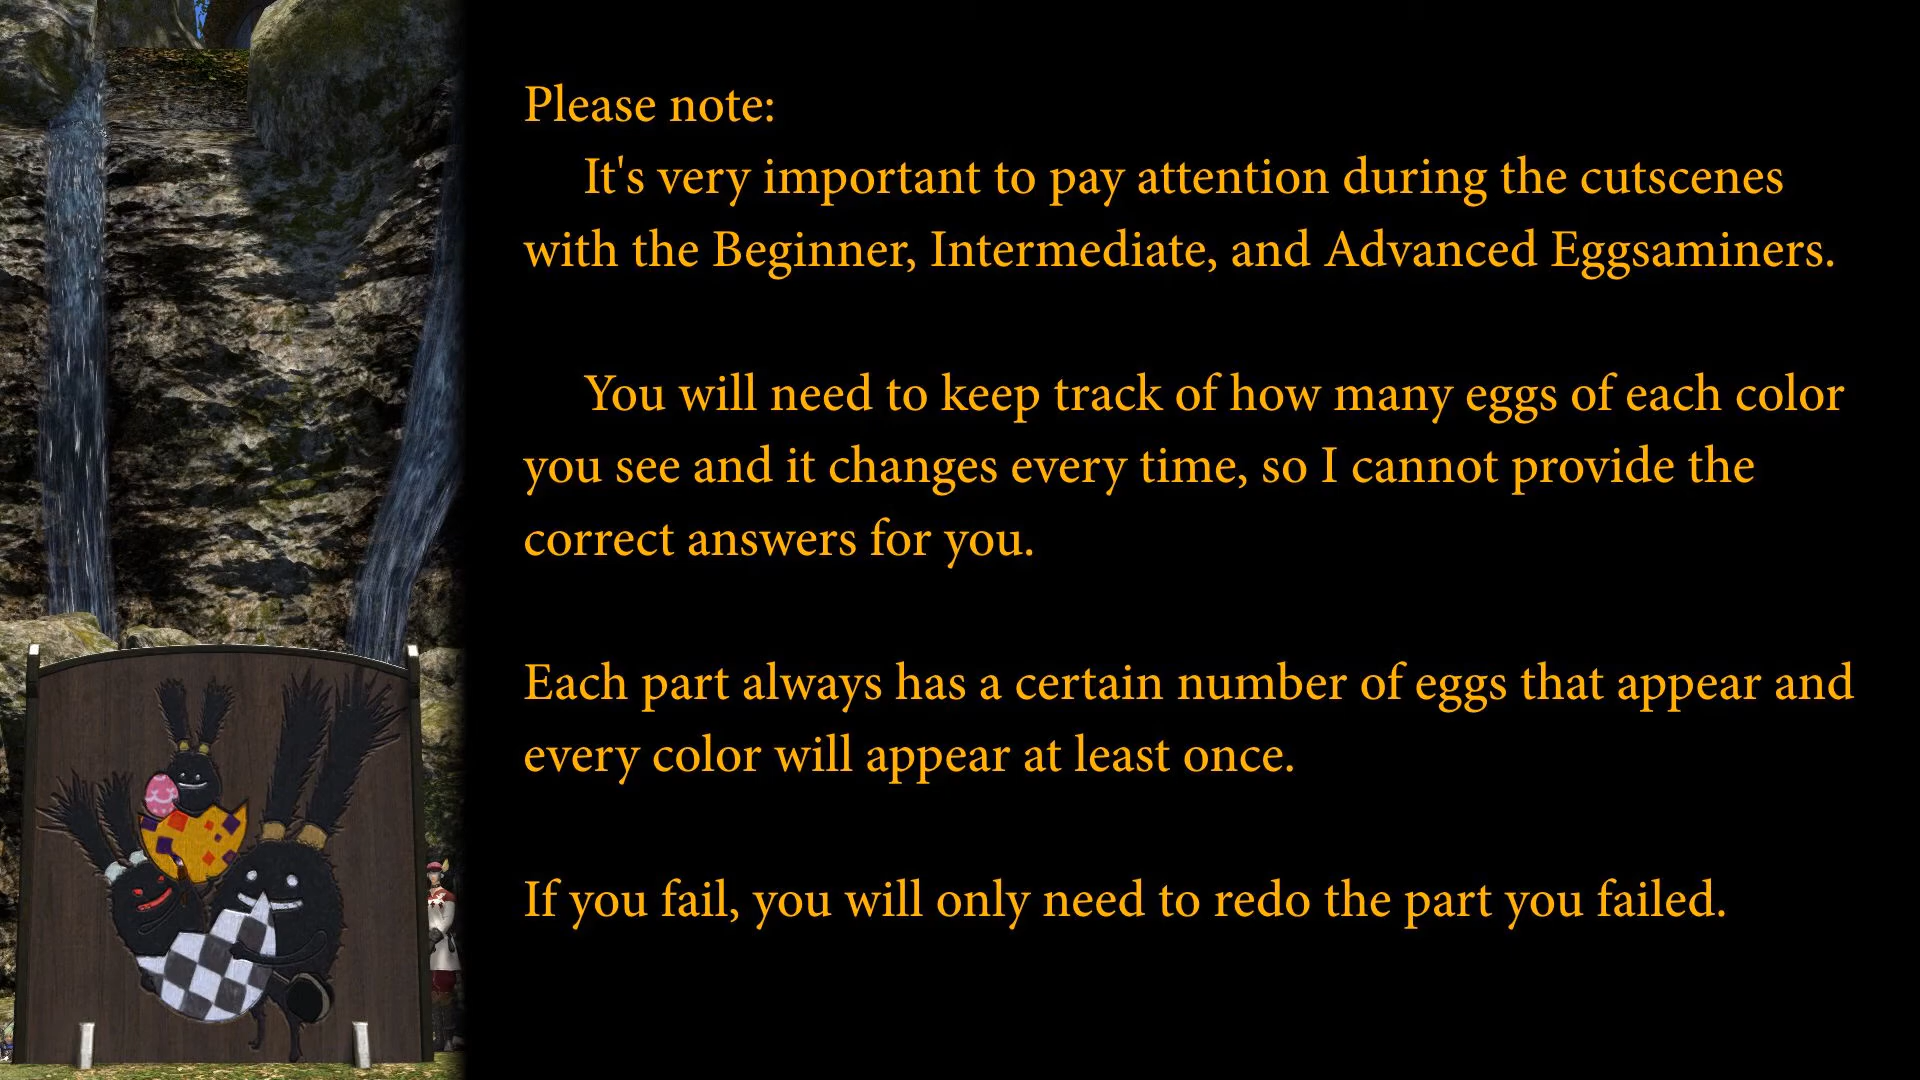 Please note:
It's very important to pay attention during the cutscenes
with the Beginner, Intermediate, and Advanced Eggsaminers.
You will need to keep track of how many eggs of each color
you see and it changes every time, so I cannot provide the
correct answers for you.
Each part always has a certain number of eggs that appear and
every color will appear at least once.
If you fail, you will only need to redo the part you failed.